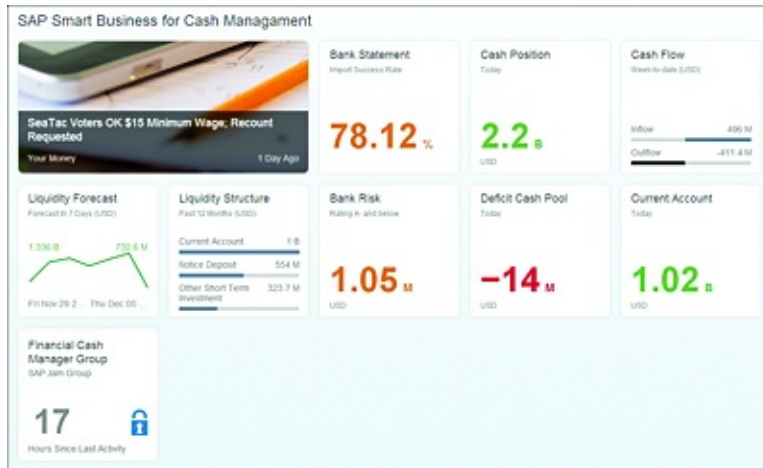 SAP Smart Business for Cash Managament
SeaTac Voters OK $15 Minimum Wage; Recount
Requested
Your Money 1 Day Ago
Bank Statement
Import Success Rate
78.12 %
Cash Position
Today
2.2 B
USD
Cash Flow
Week-to-date (USD)
Inflow 496 M
Outflow -411.4 M
Liquidity Forecast
Forecast in 7 Days (USD)
1.336 B 732.6 M
Fri Nov 29 2... Thu Dec 05 ...
Liquidity Structure
Past 12 Months (USD)
Current Account 1 B
Notice Deposit 554 M
Other Short Term 323.7 M
Investment
Bank Risk
Rating A- and below
1.05 M
USD
Deficit Cash Pool
Today
−14 M
USD
Current Account
Today
1.02 B
USD
Financial Cash
Manager Group
SAP Jam Group
17
Hours Since Last Activity